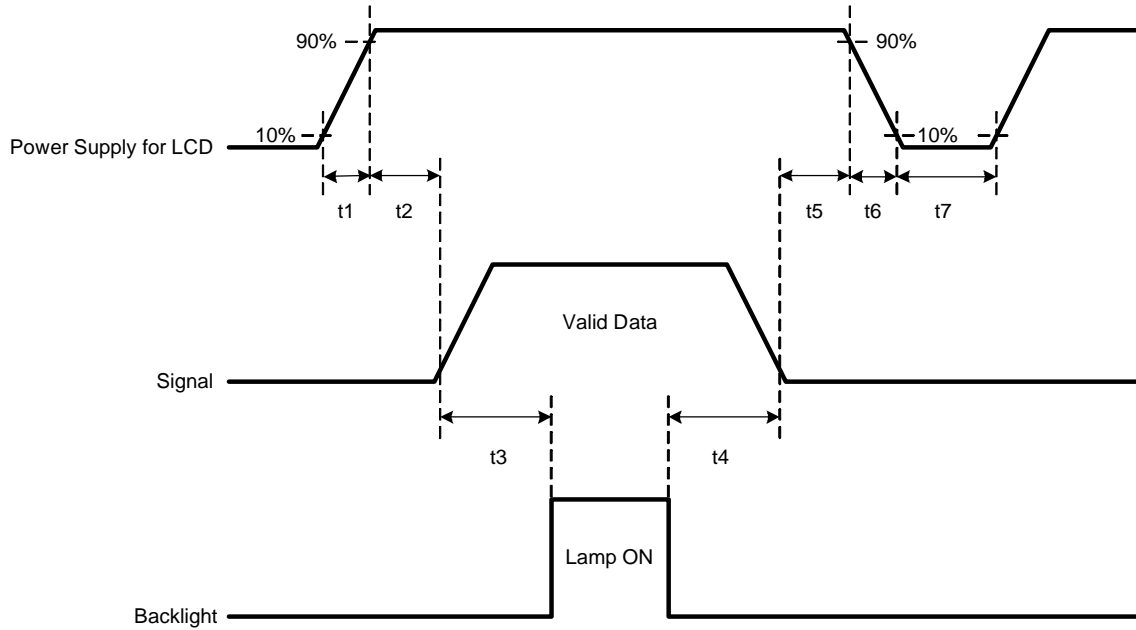 90%
90%
10%
10%
Power Supply for LCD
t1
t2
t5
t6
t7
Valid Data
Signal
t3
t4
Lamp ON
Backlight